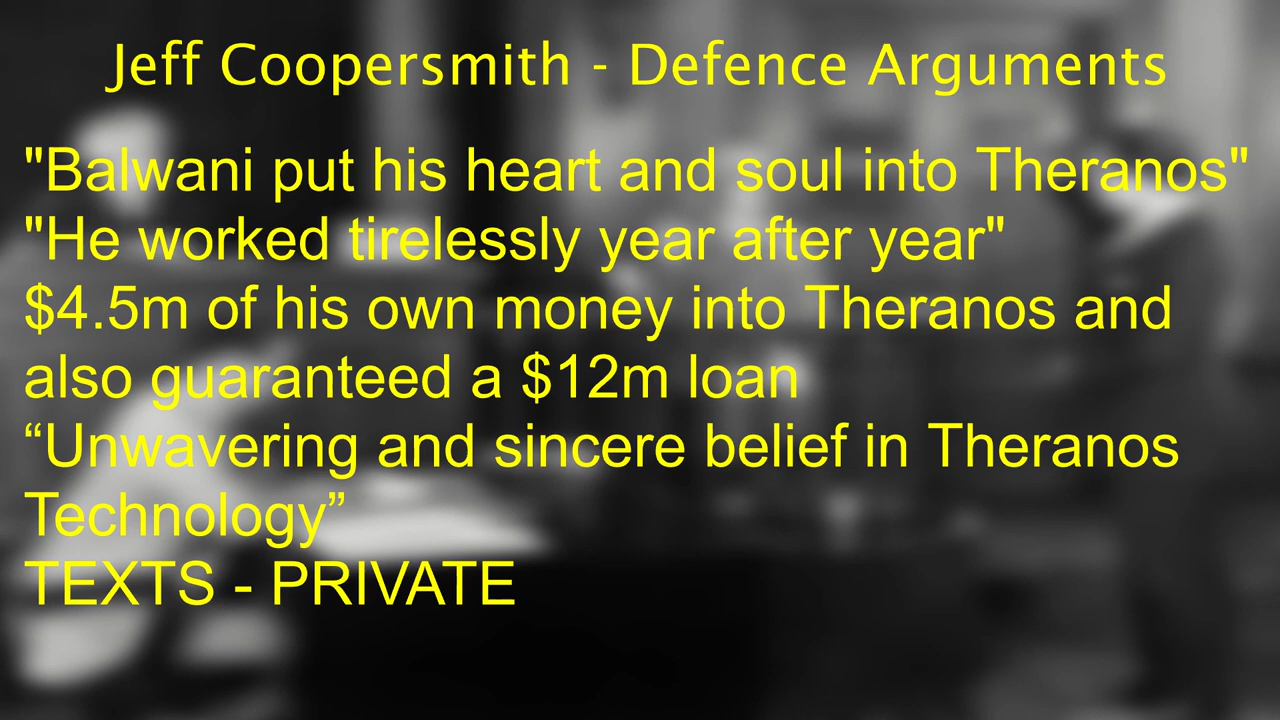 Jeff Coopersmith - Defence Arguments
"Balwani put his heart and soul into Theranos"
"He worked tirelessly year after year"
$4.5m of his own money into Theranos and
also guaranteed a $12m loan
“Unwavering and sincere belief in Theranos
Technology”
TEXTS - PRIVATE